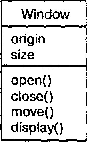 Window
origin
size
open()
close()
move()
display()